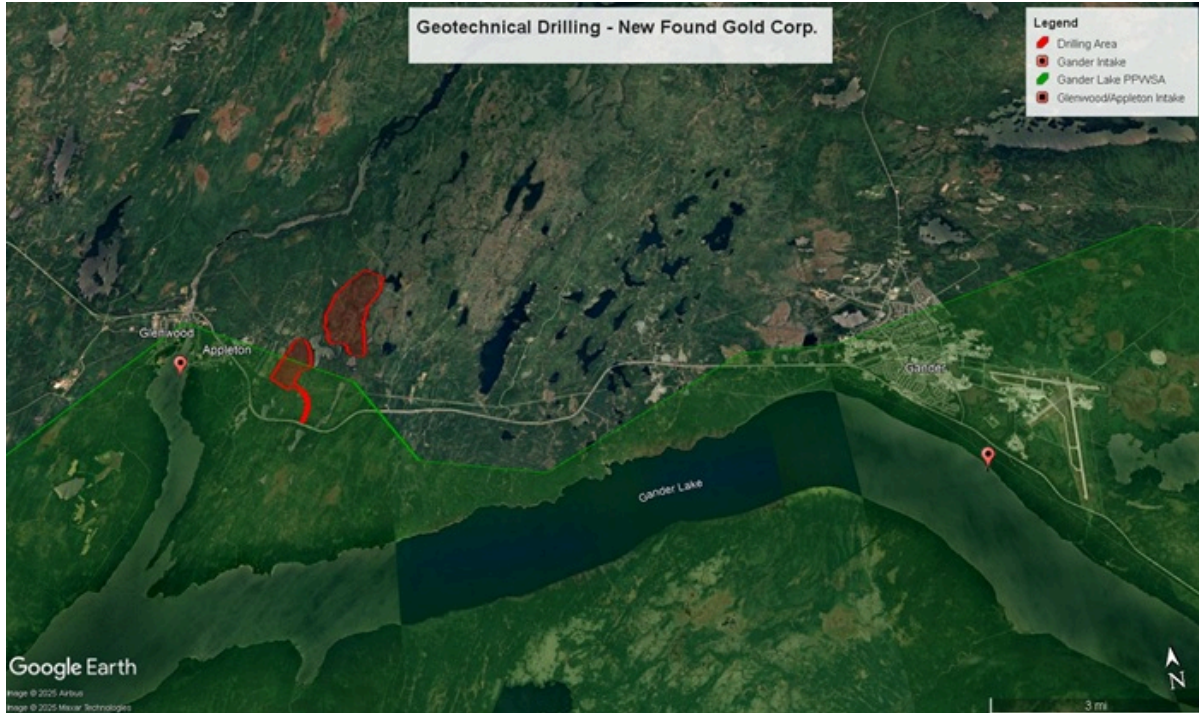 Geotechnical Drilling - New Found Gold Corp.
Legend
Drilling Area
Gander Intake
Gander Lake PPWSA
Glenwood/Appleton Intake
Glenwood
Appleton
Gander
Gander Lake
Google Earth
Image © 2025 Airbus
Image © 2025 Maxar Technologies
N
3 mi